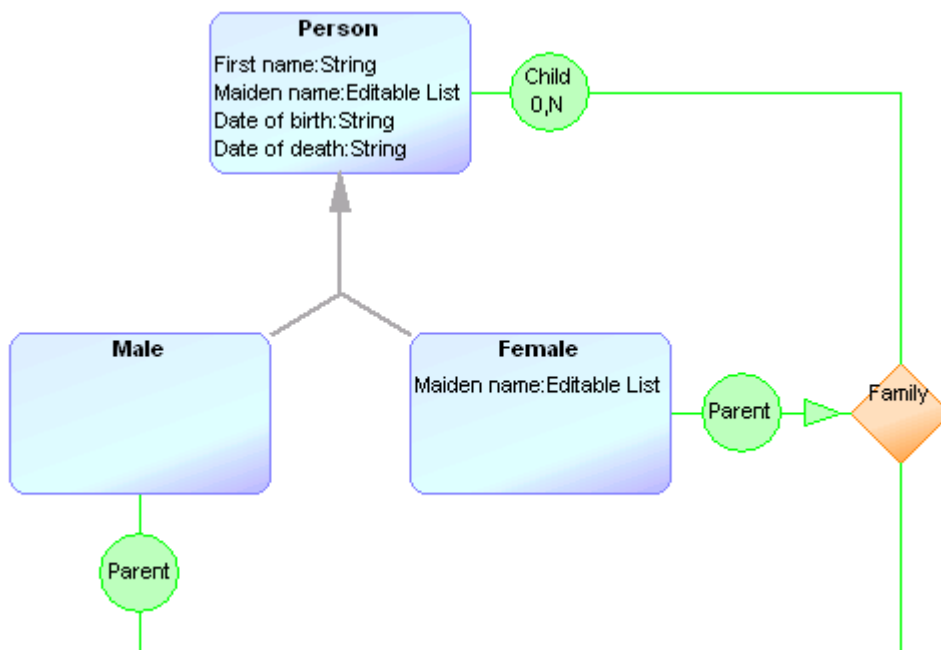 Person
First name:String
Maiden name:Editable List
Date of birth:String
Date of death:String
Child
0,N
Male
Female
Maiden name:Editable List
Parent
Family
Parent